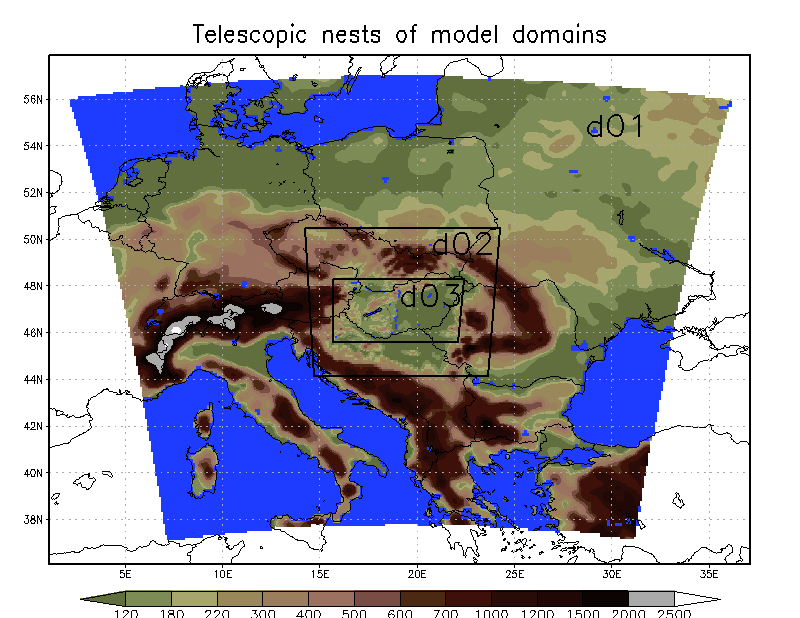 Telescopic nests of model domains
56N
d01
54N
52N
50N
d02
48N
d03
46N
44N
42N
40N
38N
5E 10E 15E 20E 25E 30E 35E
120 180 220 300 400 500 600 700 1000 1200 1500 2000 2500